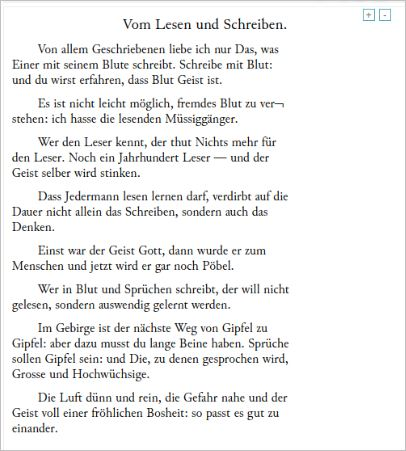 Vom Lesen und Schreiben.
+ -
Von allem Geschriebenen liebe ich nur Das, was
Einer mit seinem Blute schreibt. Schreibe mit Blut:
und du wirst erfahren, dass Blut Geist ist.
Es ist nicht leicht möglich, fremdes Blut zu ver¬
stehen: ich hasse die lesenden Müssiggänger.
Wer den Leser kennt, der thut Nichts mehr für
den Leser. Noch ein Jahrhundert Leser — und der
Geist selber wird stinken.
Dass Jedermann lesen lernen darf, verdirbt auf die
Dauer nicht allein das Schreiben, sondern auch das
Denken.
Einst war der Geist Gott, dann wurde er zum
Menschen und jetzt wird er gar noch Pöbel.
Wer in Blut und Sprüchen schreibt, der will nicht
gelesen, sondern auswendig gelernt werden.
Im Gebirge ist der nächste Weg von Gipfel zu
Gipfel: aber dazu musst du lange Beine haben. Sprüche
sollen Gipfel sein: und Die, zu denen gesprochen wird,
Grosse und Hochwüchsige.
Die Luft dünn und rein, die Gefahr nahe und der
Geist voll einer fröhlichen Bosheit: so passt es gut zu
einander.